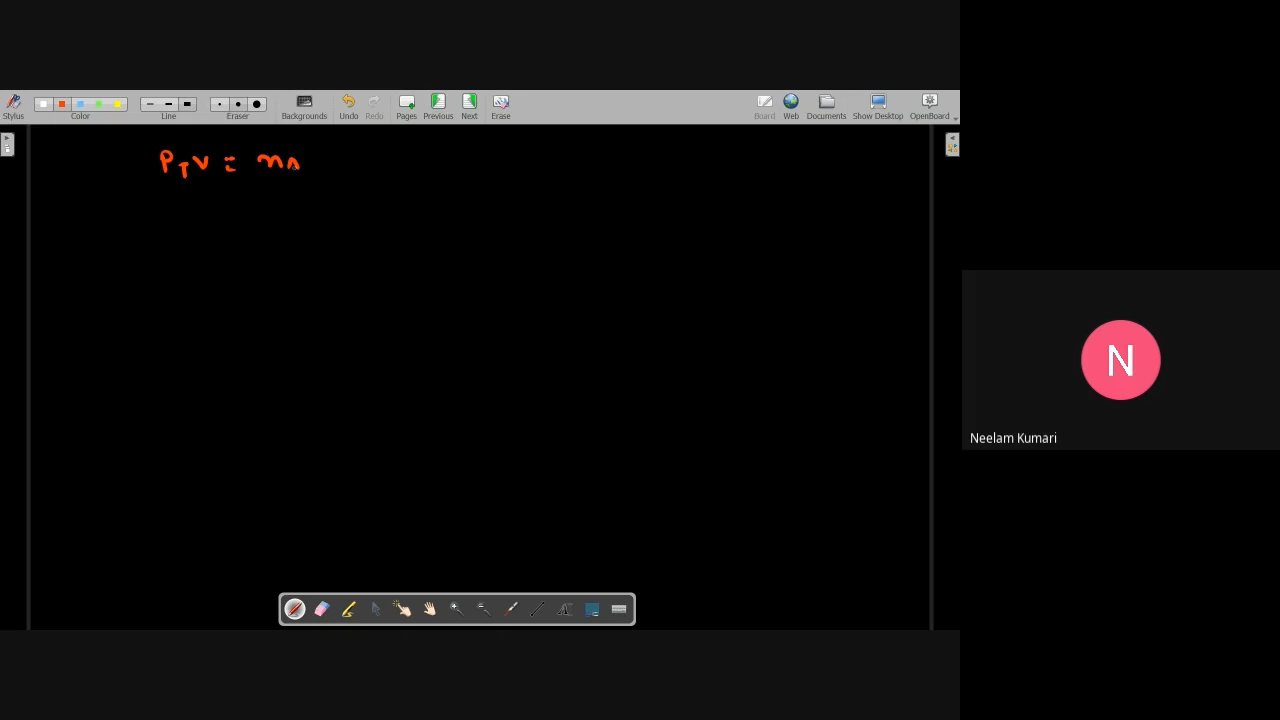 Stylus Color Line Eraser Backgrounds Undo Redo Pages Previous Next Erase Board Web Documents Show Desktop OpenBoard
P_T V =
N
Neelam Kumari